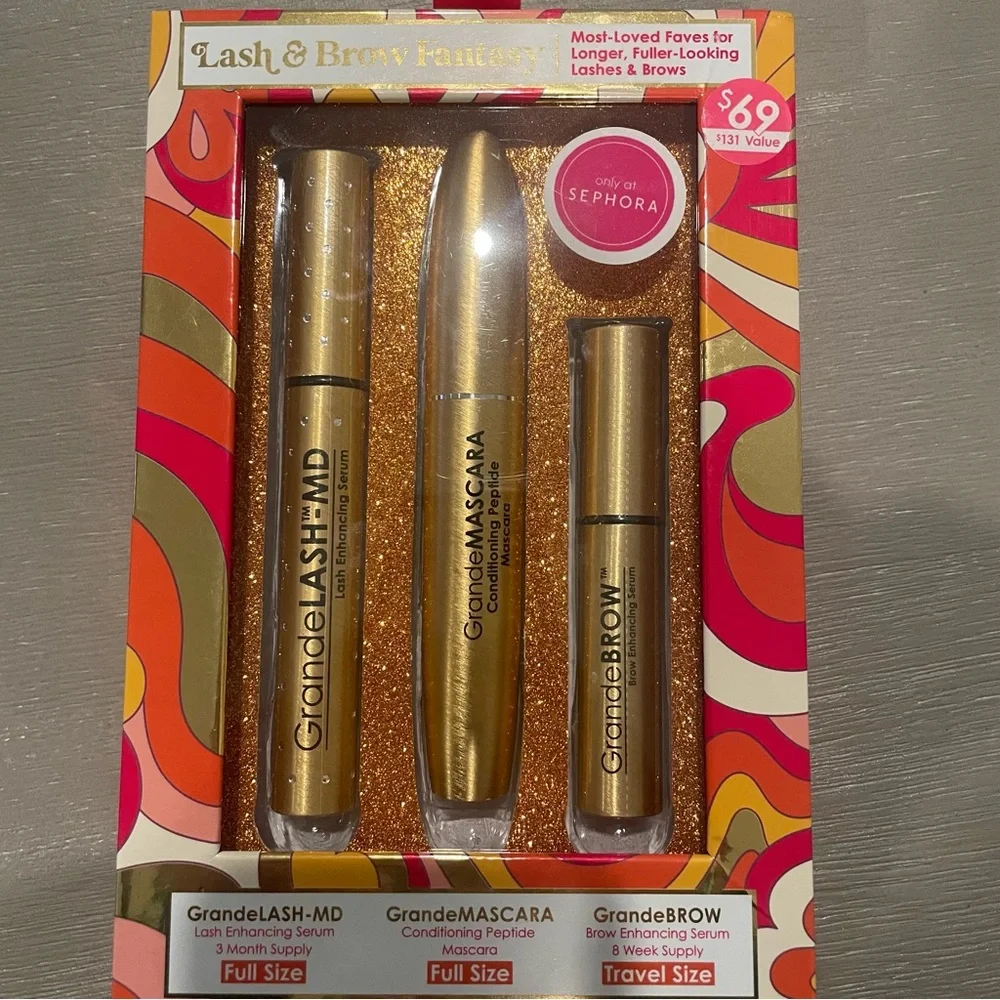 Lash & Brow Fantasy
Most-Loved Faves for
Longer, Fuller-Looking
Lashes & Brows
$69
$131 Value
only at
SEPHORA
GrandeLASH™-MD
Lash Enhancing Serum
GrandeMASCARA
Conditioning Peptide
Mascara
GrandeBROW™
Brow Enhancing Serum
GrandeLASH-MD
Lash Enhancing Serum
3 Month Supply
Full Size
GrandeMASCARA
Conditioning Peptide
Mascara
Full Size
GrandeBROW
Brow Enhancing Serum
8 Week Supply
Travel Size